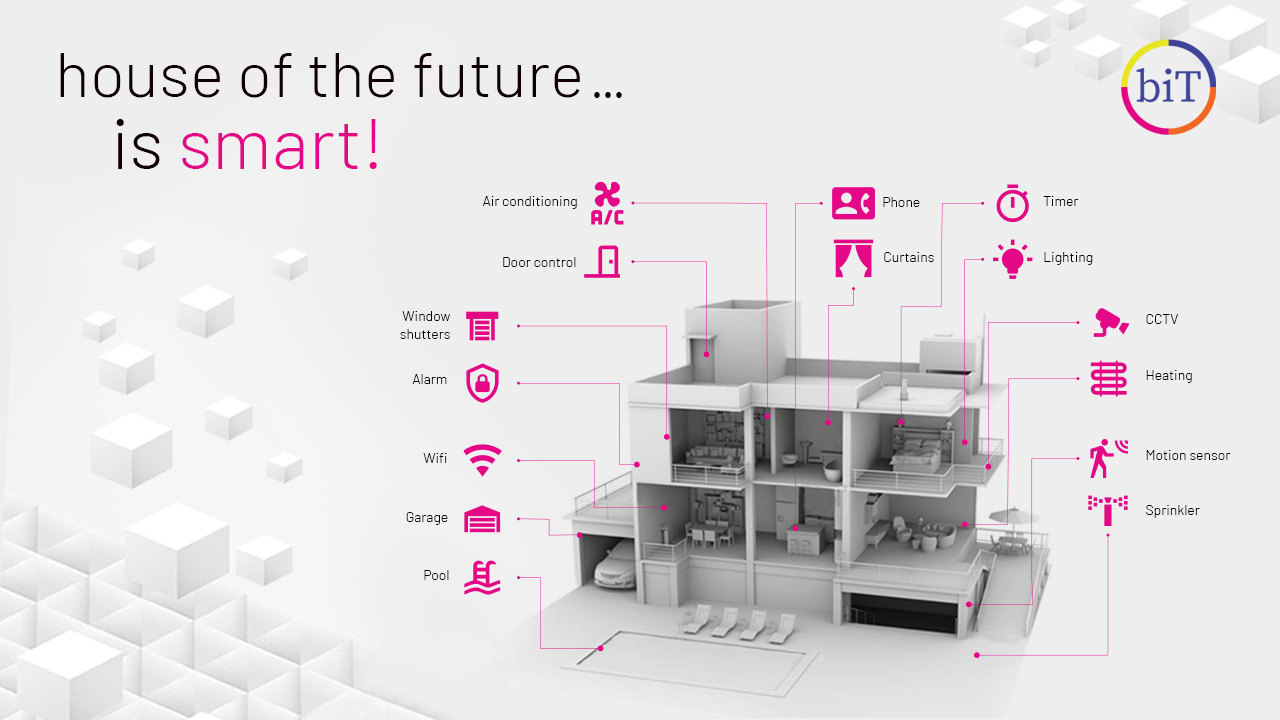 house of the future...
is smart!
biT
Air conditioning
A/C
Door control
Window
shutters
Alarm
Wifi
Garage
Pool
Phone
Curtains
Timer
Lighting
CCTV
Heating
Motion sensor
Sprinkler